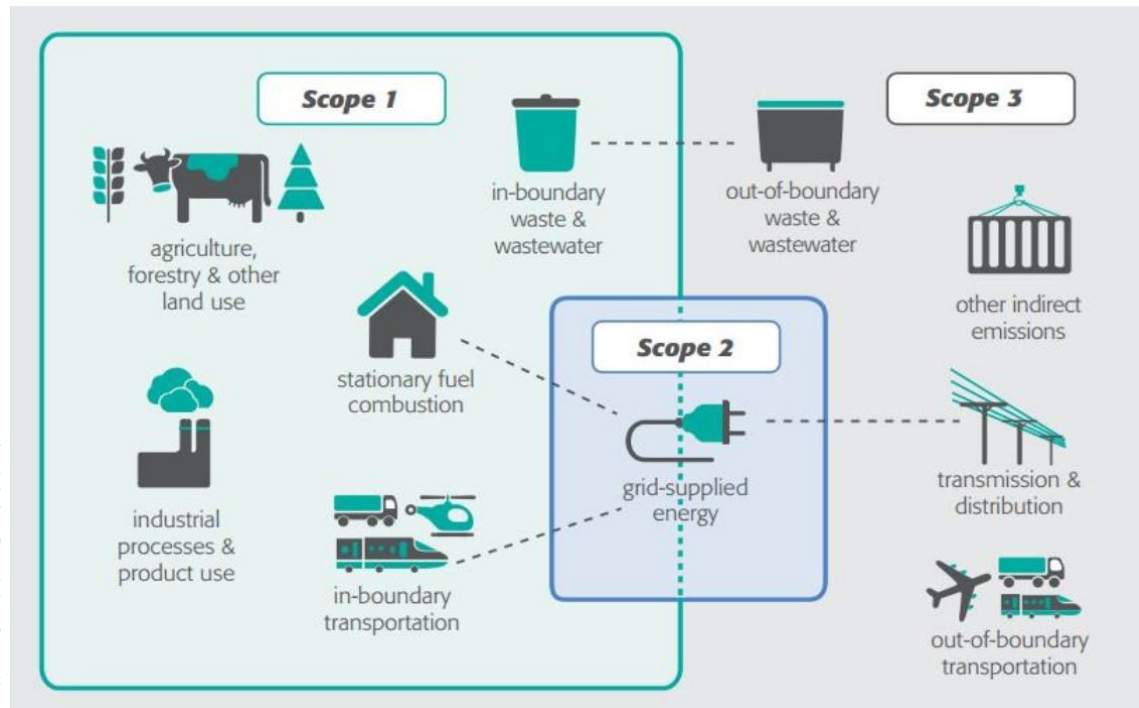 Scope 1
Scope 3
in-boundary
waste &
wastewater
out-of-boundary
waste &
wastewater
agriculture,
forestry & other
land use
other indirect
emissions
Scope 2
stationary fuel
combustion
grid-supplied
energy
transmission &
distribution
industrial
processes &
product use
in-boundary
transportation
out-of-boundary
transportation